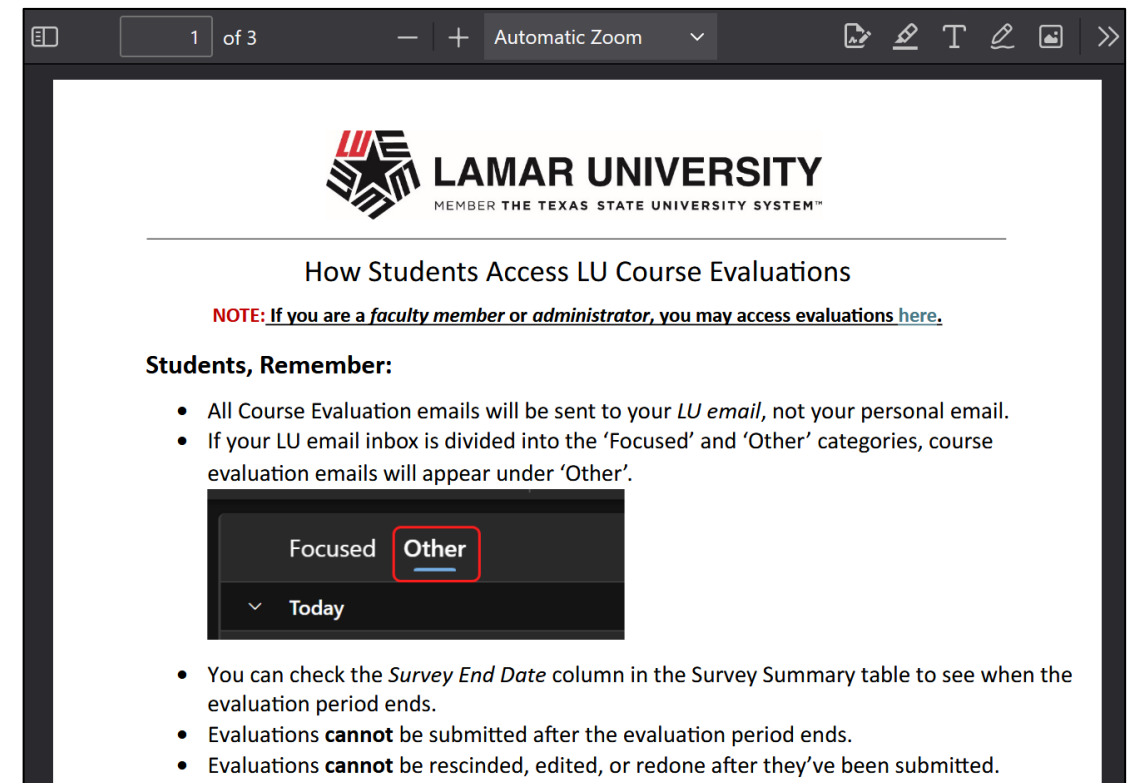 1 of 3 Automatic Zoom
LU
LAMAR UNIVERSITY
MEMBER THE TEXAS STATE UNIVERSITY SYSTEM™
How Students Access LU Course Evaluations
NOTE: If you are a faculty member or administrator, you may access evaluations here.
Students, Remember:
• All Course Evaluation emails will be sent to your LU email, not your personal email.
• If your LU email inbox is divided into the ‘Focused’ and ‘Other’ categories, course
evaluation emails will appear under ‘Other’.
Focused Other
Today
• You can check the Survey End Date column in the Survey Summary table to see when the
evaluation period ends.
• Evaluations cannot be submitted after the evaluation period ends.
• Evaluations cannot be rescinded, edited, or redone after they’ve been submitted.